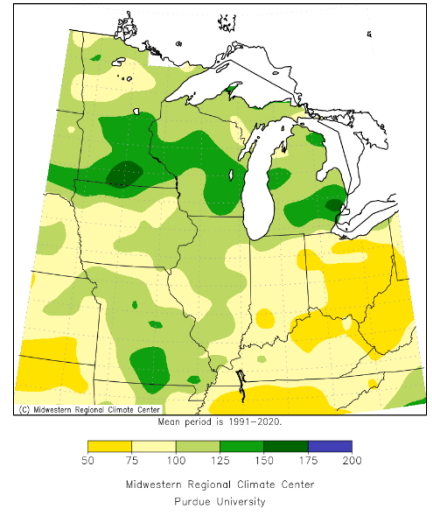 (C) Midwestern Regional Climate Center
Mean period is 1991-2020.
50 75 100 125 150 175 200
Midwestern Regional Climate Center
Purdue University